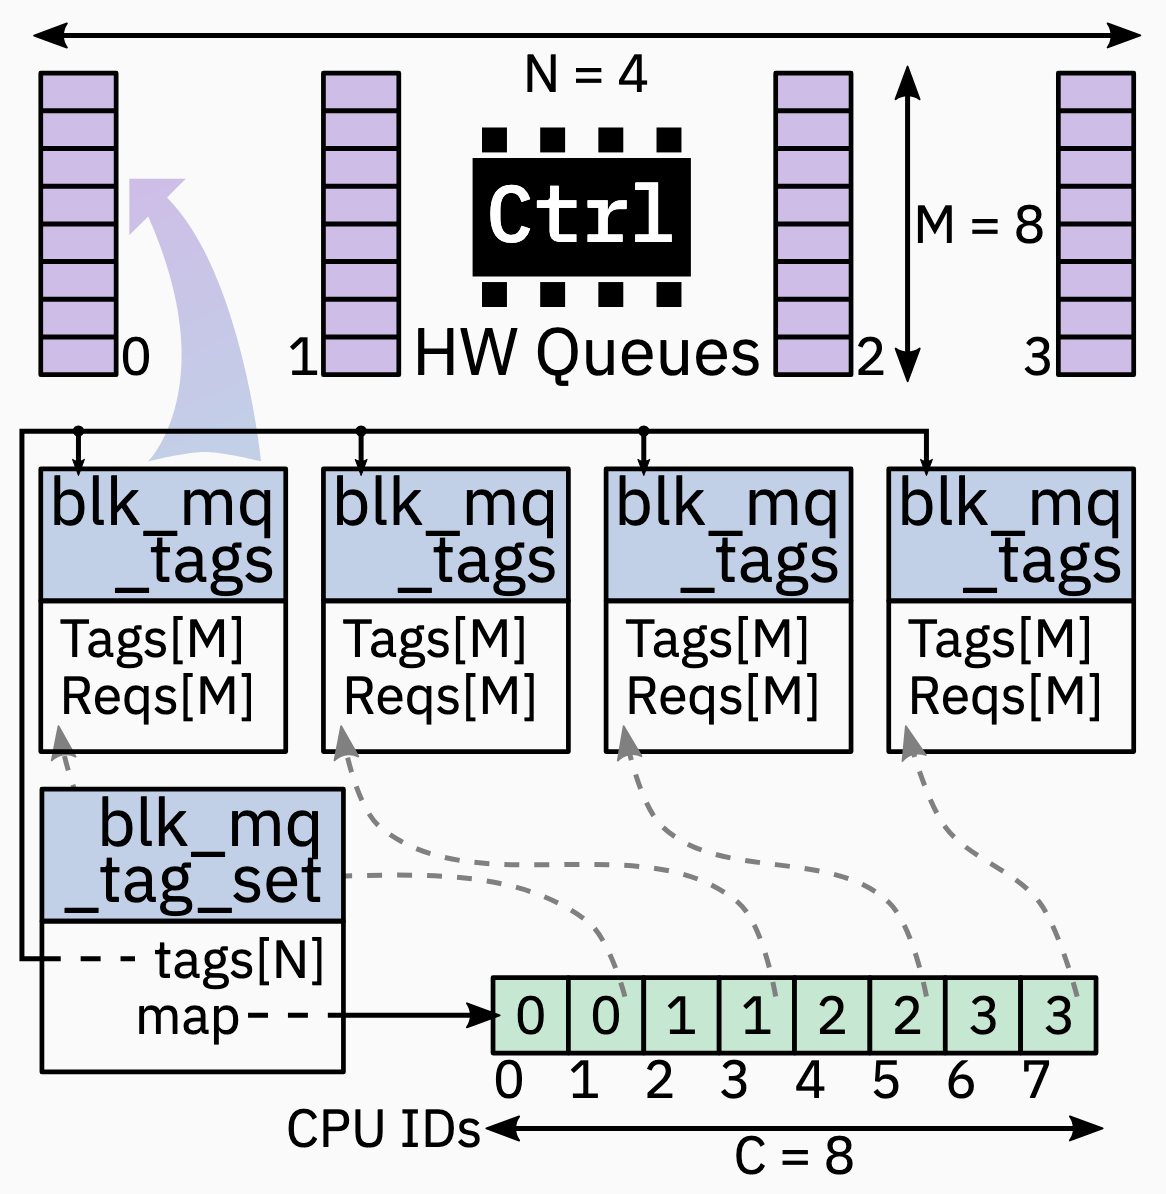 N = 4
Ctrl
M = 8
0 1 HW Queues 2 3
blk_mq blk_mq blk_mq blk_mq
_tags _tags _tags _tags
Tags[M] Tags[M] Tags[M] Tags[M]
Reqs[M] Reqs[M] Reqs[M] Reqs[M]
blk_mq
_tag_set
tags[N]
map 0 0 1 1 2 2 3 3
0 1 2 3 4 5 6 7
CPU IDs
C = 8